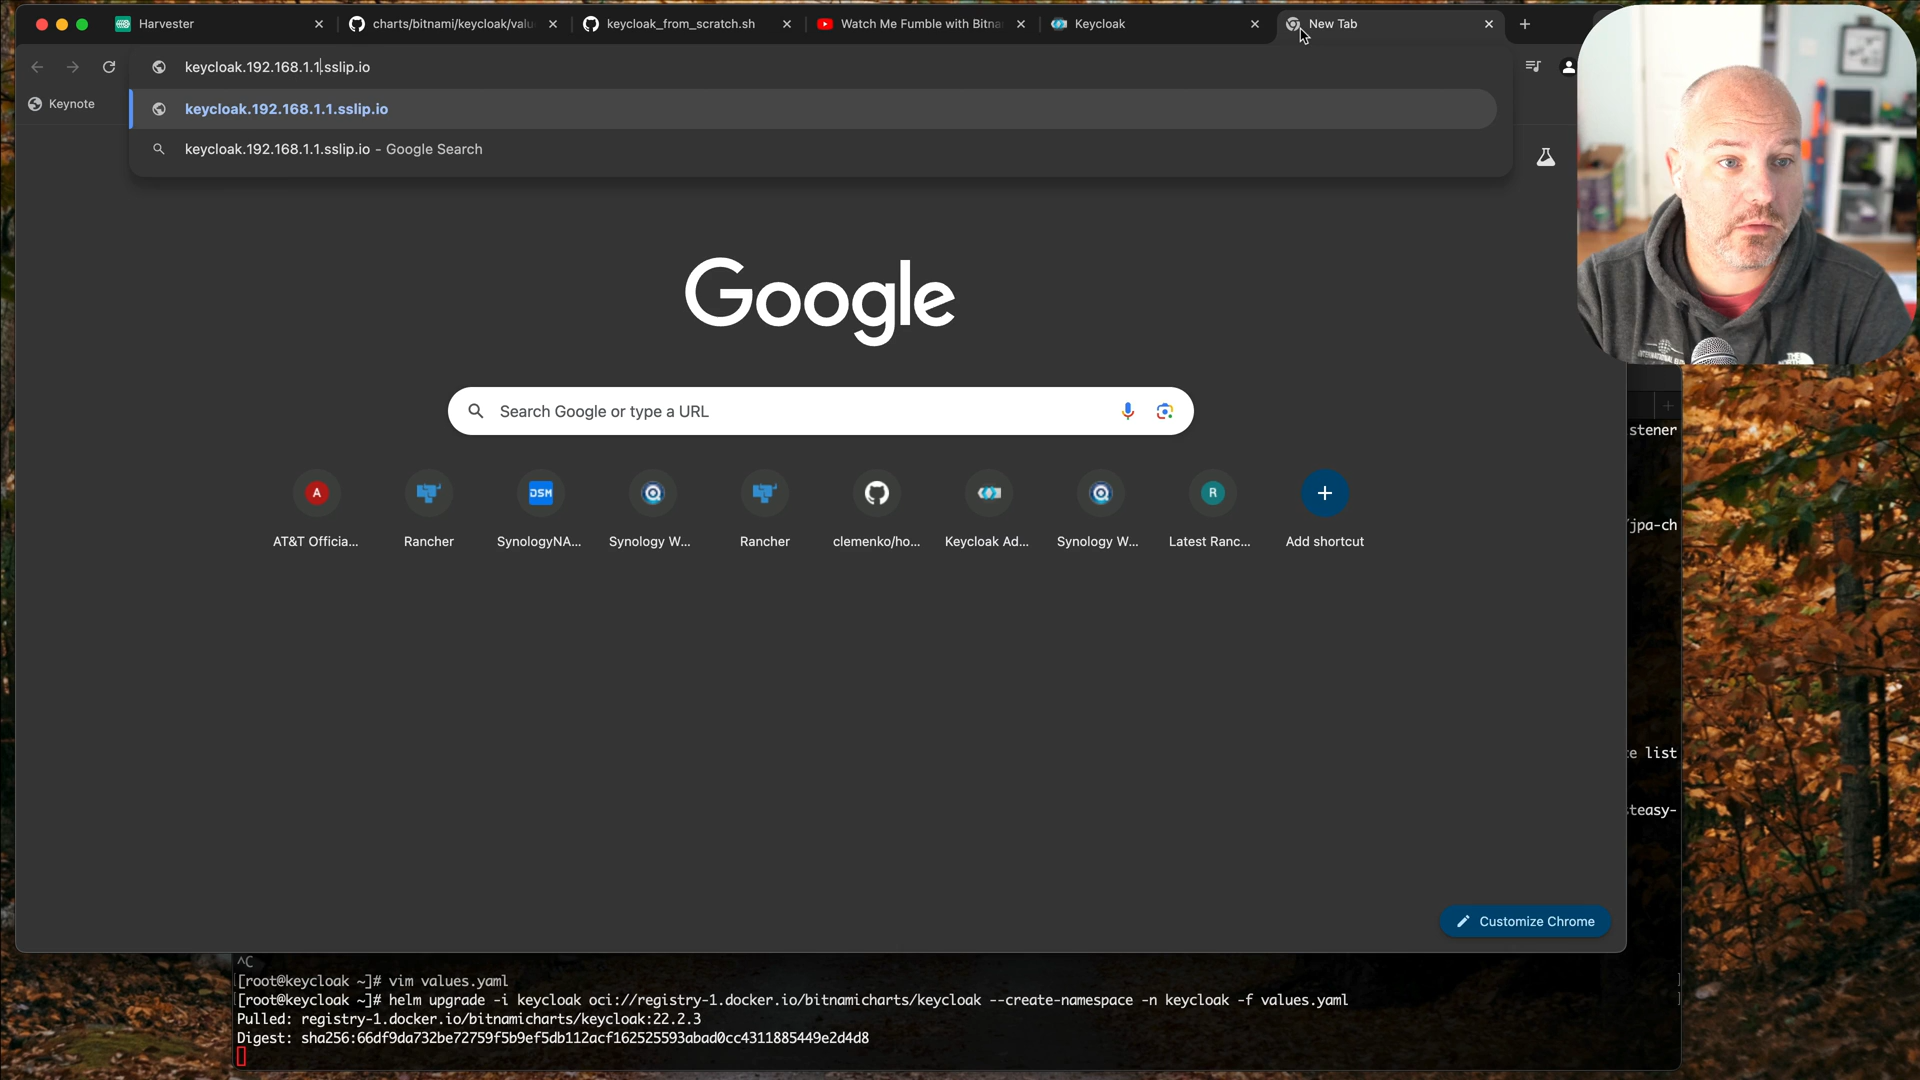 Harvester
charts/bitnami/keycloak/valu
keycloak_from_scratch.sh
Watch Me Fumble with Bitna
Keycloak
New Tab
keycloak.192.168.1.1.sslip.io
Keynote
keycloak.192.168.1.1.sslip.io
keycloak.192.168.1.1.sslip.io - Google Search
Google
Search Google or type a URL
A
DSM
R
AT&T Officia...
Rancher
SynologyNA...
Synology W...
Rancher
clemenko/ho...
Keycloak Ad...
Synology W...
Latest Ranc...
Add shortcut
stener
/jpa-ch
te list
steasy-
Customize Chrome
^C
[root@keycloak ~]# vim values.yaml
[root@keycloak ~]# helm upgrade -i keycloak oci://registry-1.docker.io/bitnamicharts/keycloak --create-namespace -n keycloak -f values.yaml
Pulled: registry-1.docker.io/bitnamicharts/keycloak:22.2.3
Digest: sha256:66df9da732be72759f5b9ef5db112acf162525593abad0cc4311885449e2d4d8